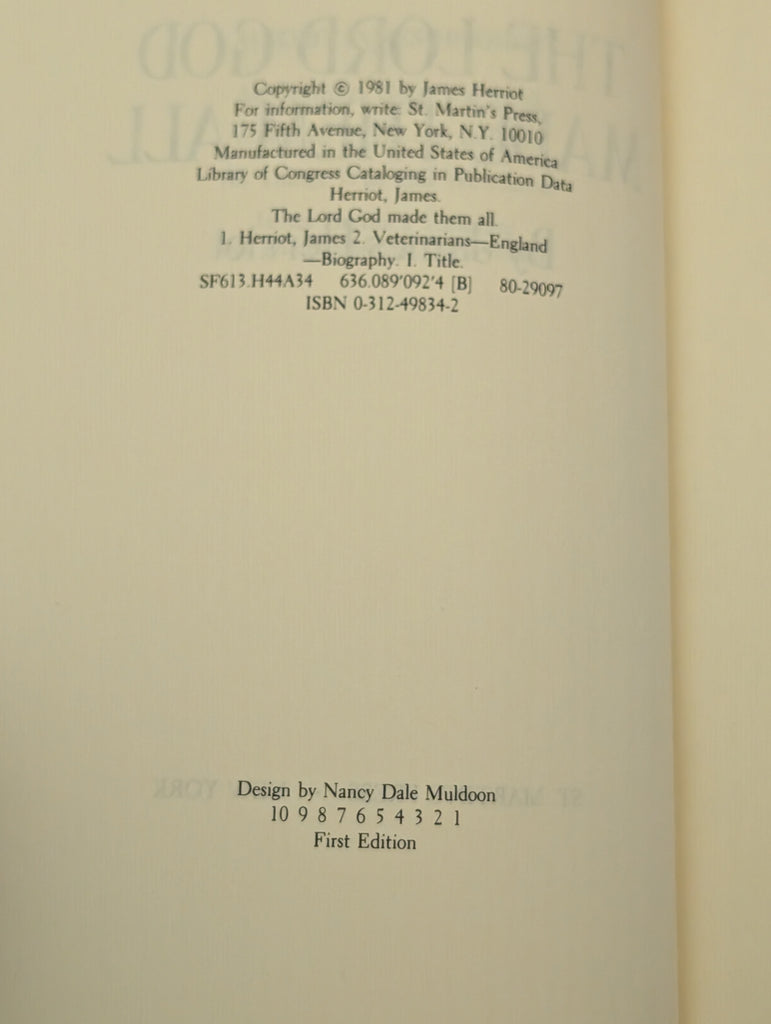 Copyright © 1981 by James Herriot
For information, write: St. Martin's Press,
175 Fifth Avenue, New York, N.Y. 10010
Manufactured in the United States of America
Library of Congress Cataloging in Publication Data
Herriot, James.
The Lord God made them all.
1. Herriot, James 2. Veterinarians—England
—Biography. I. Title.
SF613.H44A34 636.089'092'4 [B] 80-29097
ISBN 0-312-49834-2
Design by Nancy Dale Muldoon
10 9 8 7 6 5 4 3 2 1
First Edition